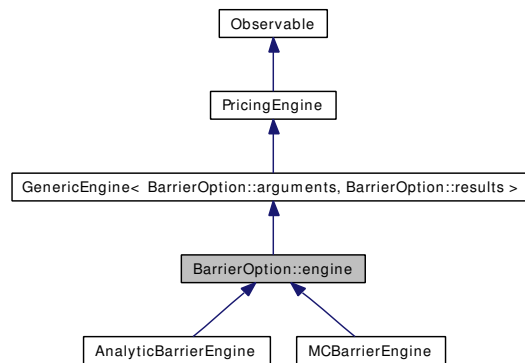 Observable
PricingEngine
GenericEngine< BarrierOption::arguments, BarrierOption::results >
BarrierOption::engine
AnalyticBarrierEngine
MCBarrierEngine